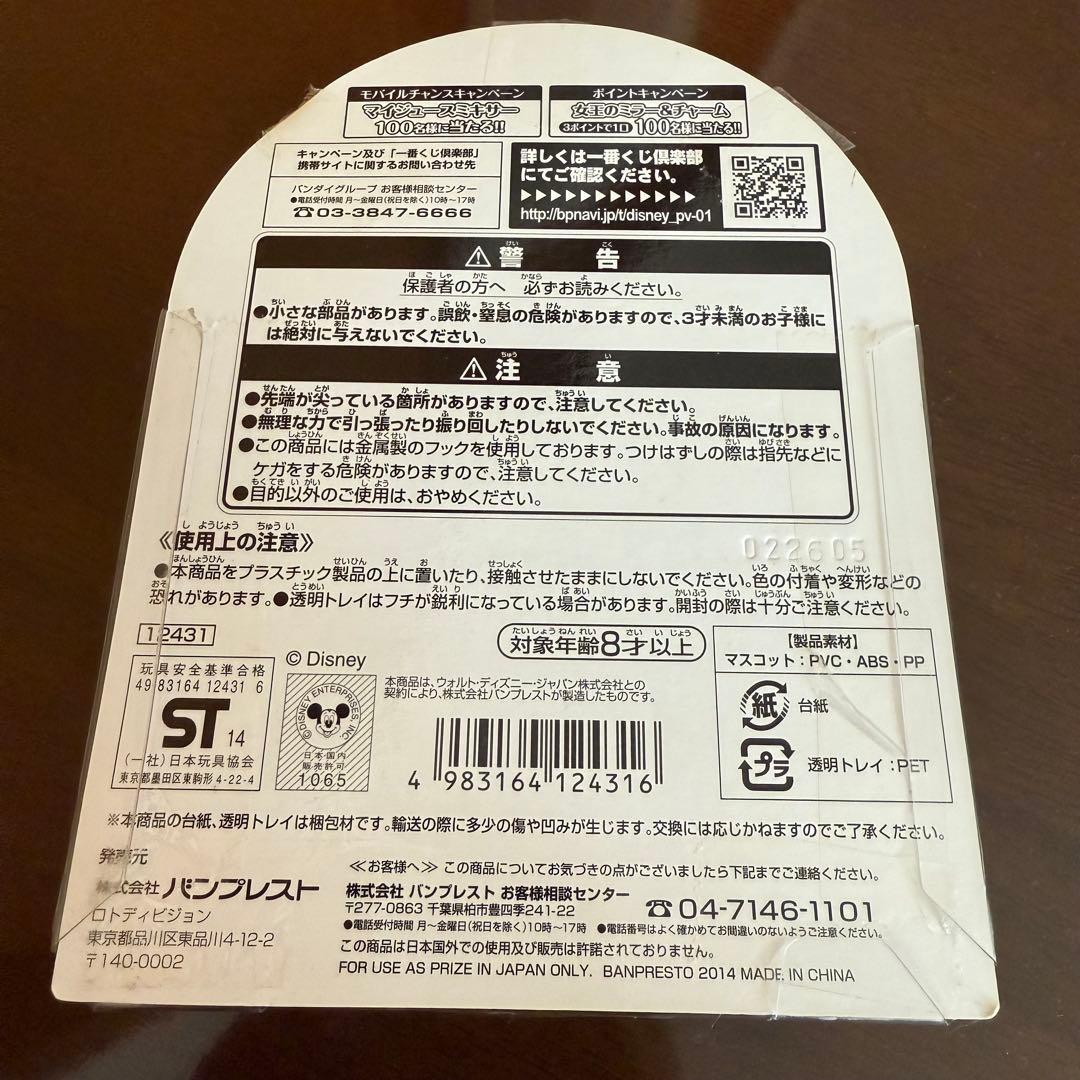 モバイルチャンスキャンペーン
マイジュースミキサー
100名様に当たる!!
ポイントキャンペーン
女王のミラー&チャーム
3ポイントで1口 100名様に当たる!!
キャンペーン及び「一番くじ倶楽部」
携帯サイトに関するお問い合わせ先
バンダイグループ お客様相談センター
●電話受付時間 月〜金曜日(祝日を除く)10時〜17時
☎03-3847-6666
詳しくは一番くじ倶楽部
にてご確認ください。
▶▶▶▶▶▶▶▶▶▶▶▶
http://bpnavi.jp/t/disney_pv-01
⚠警告
保護者の方へ 必ずお読みください。
●小さな部品があります。誤飲・窒息の危険がありますので、3才未満のお子様に
は絶対に与えないでください。
⚠注意
●先端が尖っている箇所がありますので、注意してください。
●無理な力で引っ張ったり振り回したりしないでください。事故の原因になります。
●この商品には金属製のフックを使用しております。つけはずしの際は指先などに
ケガをする危険がありますので、注意してください。
●目的以外のご使用は、おやめください。
《使用上の注意》
022605
●本商品をプラスチック製品の上に置いたり、接触させたままにしないでください。色の付着や変形などの
恐れがあります。●透明トレイはフチが鋭利になっている場合があります。開封の際は十分ご注意ください。
12431
対象年齢8才以上
玩具安全基準合格
49 83164 12431 6
ST 14
(一社)日本玩具協会
東京都墨田区東駒形4-22-4
© Disney
©DISNEY ENTERPRISES, INC.
日本国内
販売許可
1065
本商品は、ウォルト・ディズニー・ジャパン株式会社との
契約により、株式会社バンプレストが製造したものです。
4 983164 124316
【製品素材】
マスコット:PVC・ABS・PP
紙 台紙
プラ 透明トレイ:PET
※本商品の台紙、透明トレイは梱包材です。輸送の際に多少の傷や凹みが生じます。交換には応じかねますのでご了承ください。
発売元
株式会社 バンプレスト
ロトディビジョン
東京都品川区東品川4-12-2
〒140-0002
≪お客様へ≫ この商品についてお気づきの点がございましたら下記までご連絡ください。
株式会社 バンプレスト お客様相談センター
〒277-0863 千葉県柏市豊四季241-22
☎04-7146-1101
●電話受付時間 月〜金曜日(祝日を除く)10時〜17時 ●電話番号はよく確かめてお間違いのないようご注意ください。
この商品は日本国外での使用及び販売は許諾されておりません。
FOR USE AS PRIZE IN JAPAN ONLY. BANPRESTO 2014 MADE IN CHINA